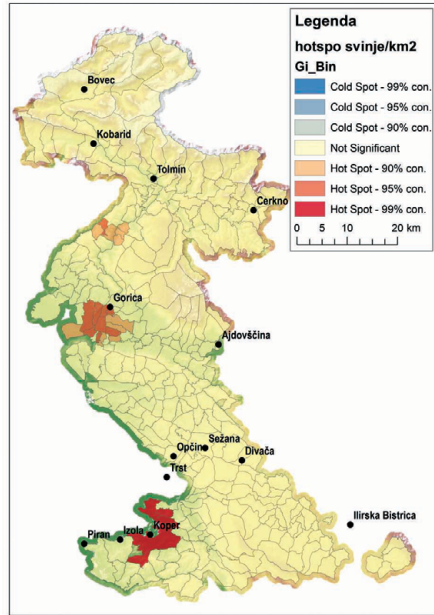 Legenda
hotspo svinje/km2
Gi_Bin
Cold Spot - 99% con.
Cold Spot - 95% con.
Cold Spot - 90% con.
Not Significant
Hot Spot - 90% con.
Hot Spot - 95% con.
Hot Spot - 99% con.
0 10 20 km
Bovec
Kobarid
Tolmin
Cerkno
Gorica
Ajdovščina
Sežana
Opčine
Divača
Trst
Ilirska Bistrica
Koper
Izola
Piran